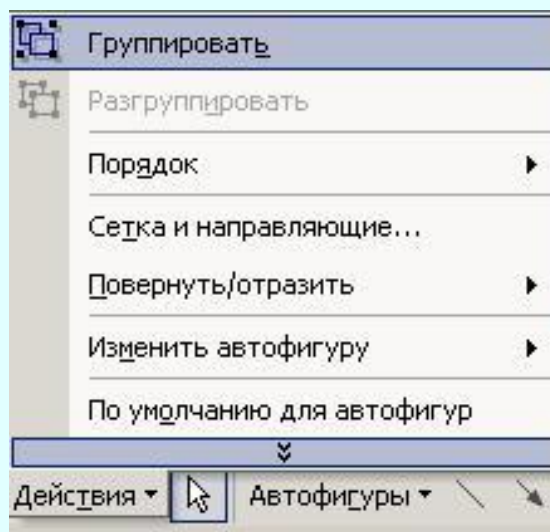 Группировать
Разгруппировать
Порядок
Сетка и направляющие...
Повернуть/отразить
Изменить автофигуру
По умолчанию для автофигур
Действия Автофигуры